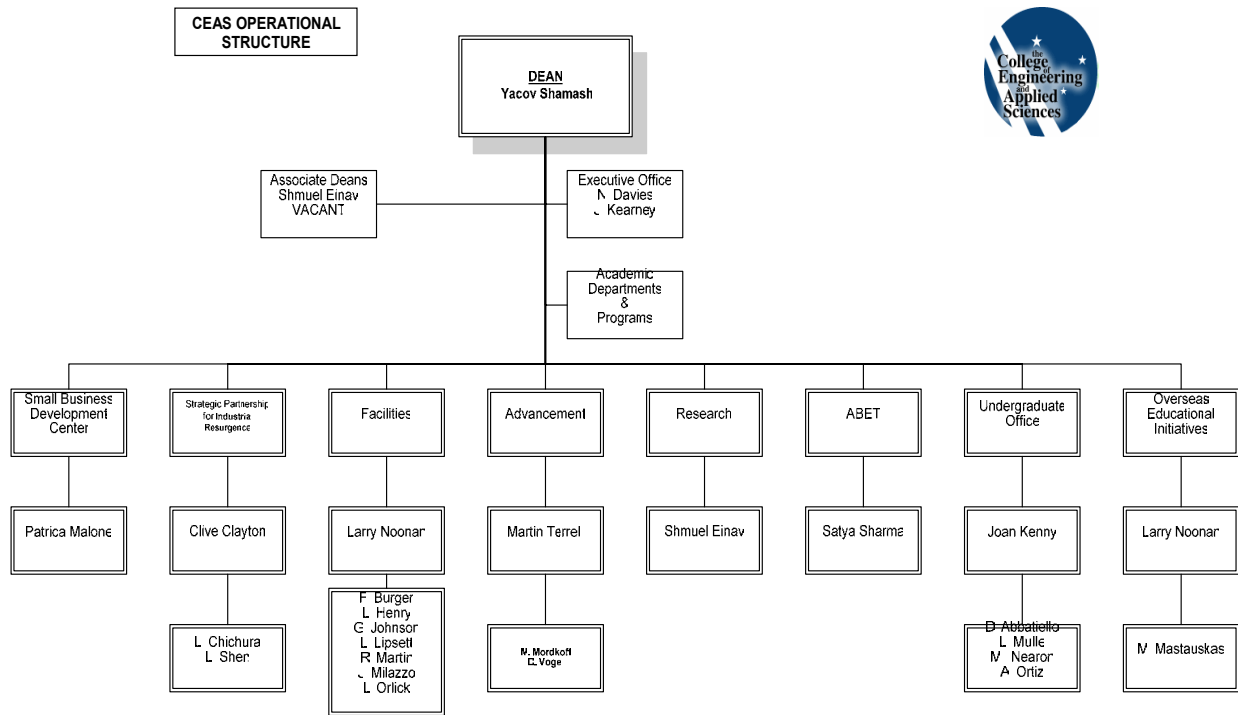 CEAS OPERATIONAL
STRUCTURE
DEAN
Yacov Shamash
the
College
of
Engineering
and
Applied
Sciences
Associate Deans
Shmuel Einav
VACANT
Executive Office
N. Davies
J. Kearney
Academic
Departments
&
Programs
Small Business
Development
Center
Strategic Partnership
for Industrial
Resurgence
Facilities
Advancement
Research
ABET
Undergraduate
Office
Overseas
Educational
Initiatives
Patrica Malone
Clive Clayton
Larry Noonan
Martin Terrel
Shmuel Einav
Satya Sharma
Joan Kenny
Larry Noonan
L. Chichura
L. Shen
F. Burger
L. Henry
G. Johnson
L. Lipsett
R. Martin
J. Milazzo
L. Orlick
M. Mordkoff
Voge
D. Abbatiello
L. Mulle
M. Nearon
A. Ortiz
M. Mastauskas